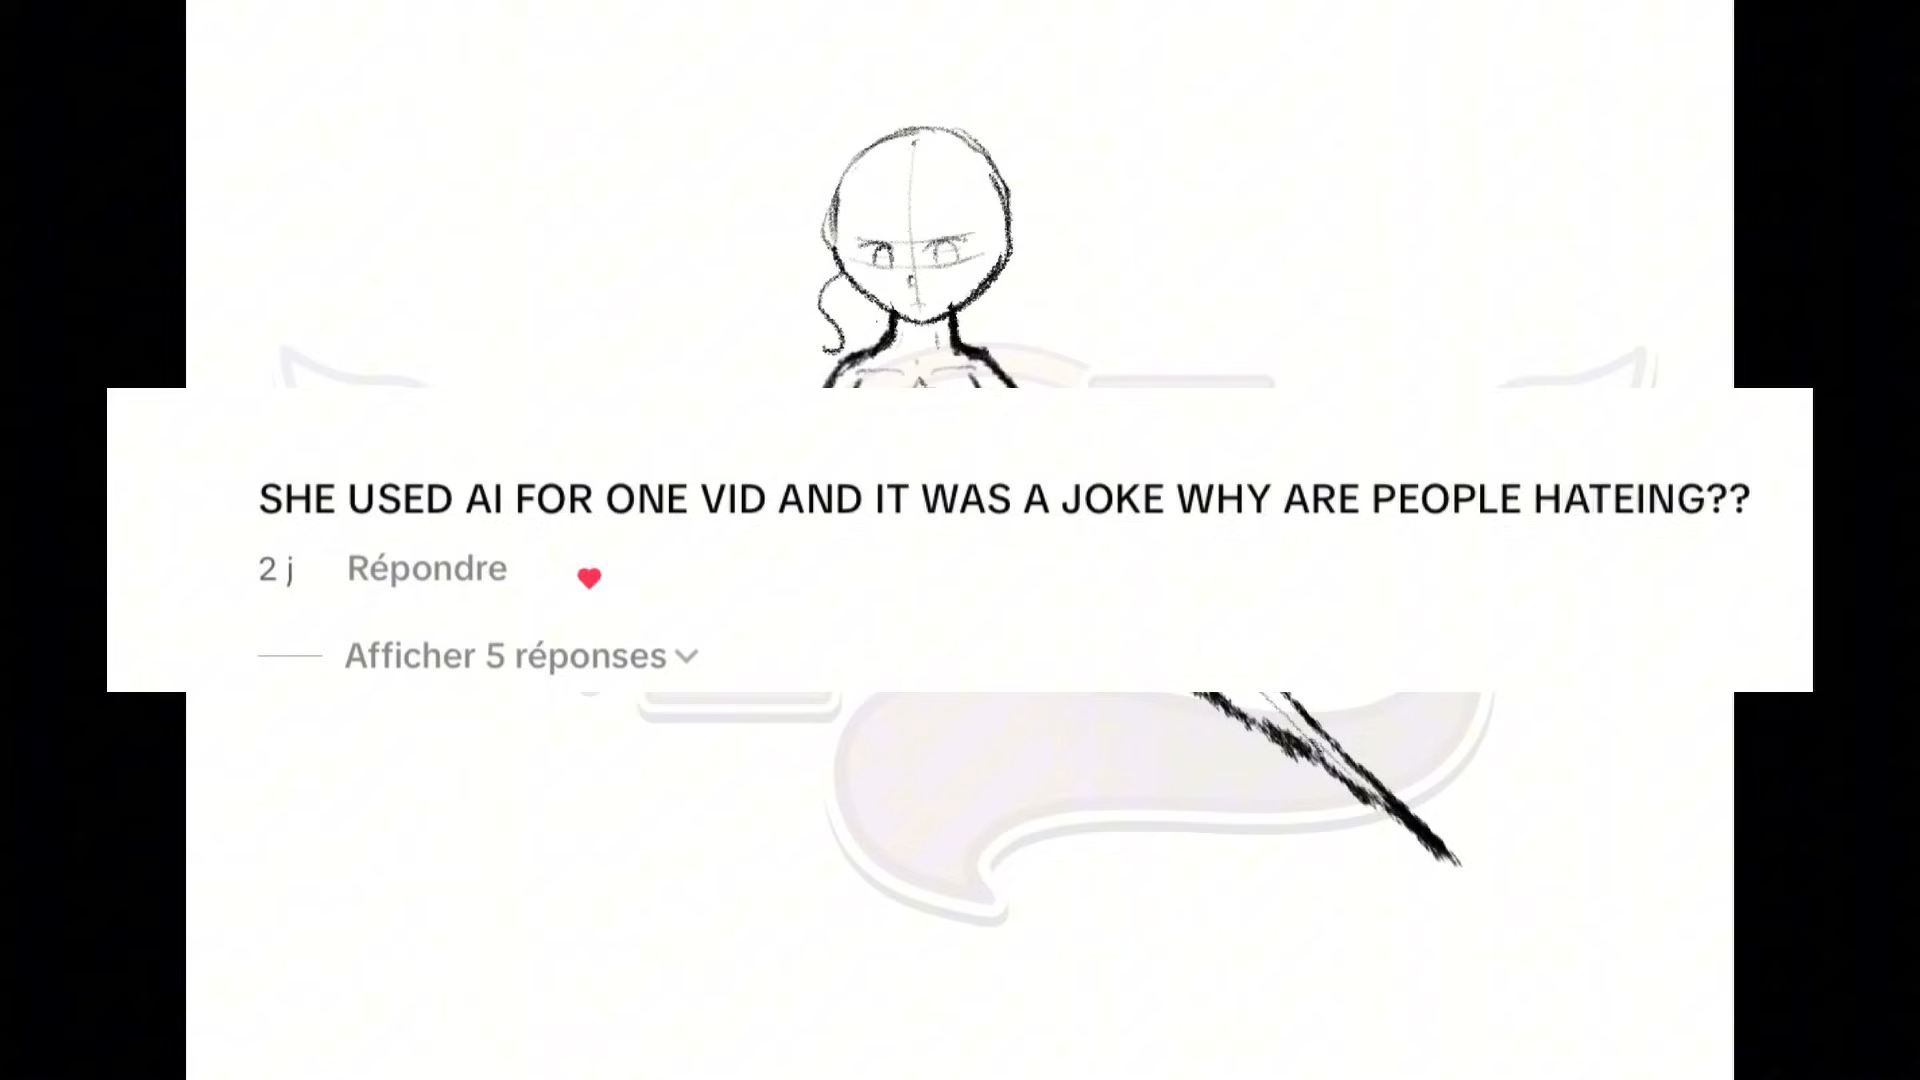 SHE USED AI FOR ONE VID AND IT WAS A JOKE WHY ARE PEOPLE HATEING??
2 j Répondre
Afficher 5 réponses